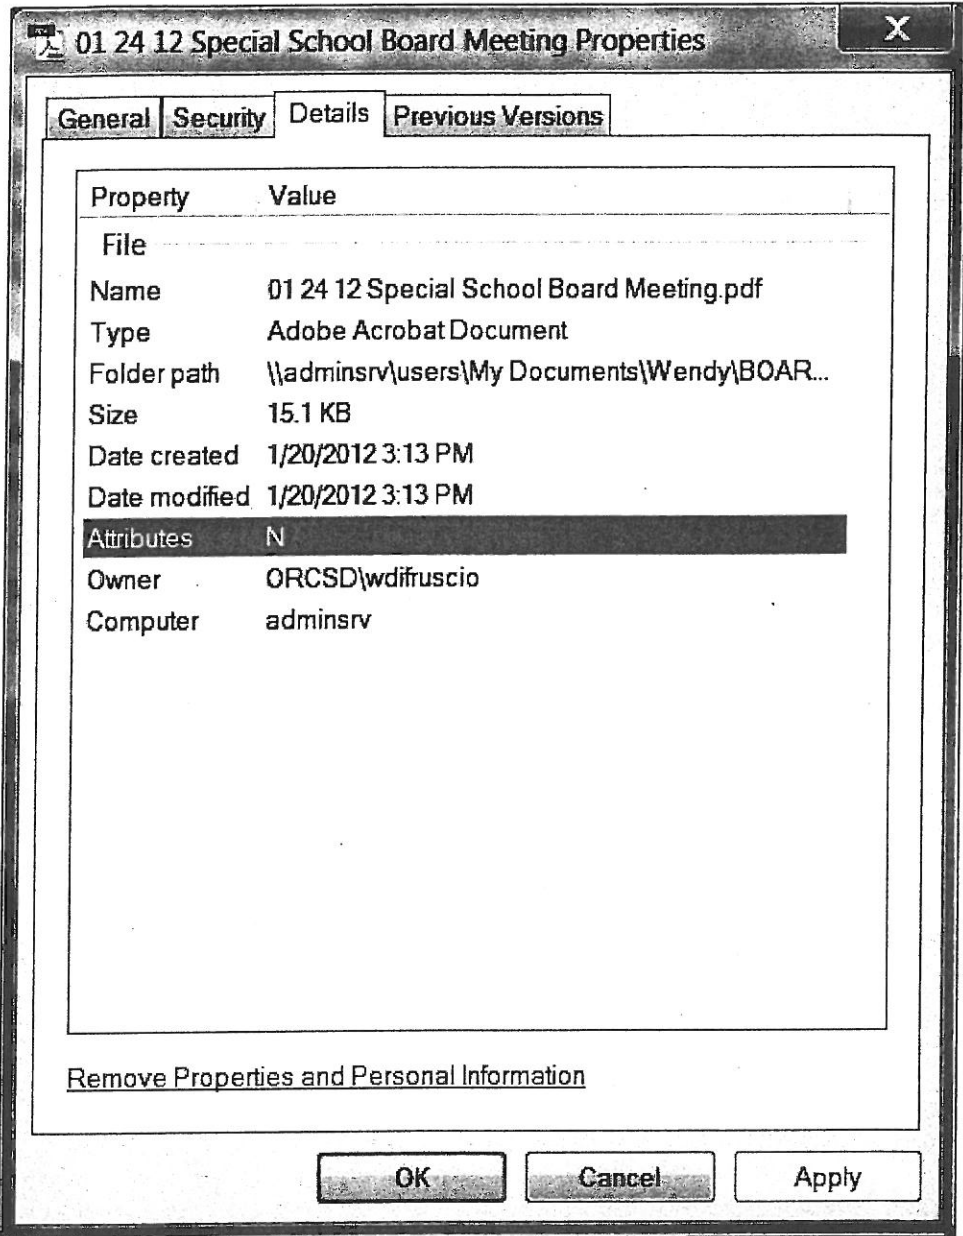 01 24 12 Special School Board Meeting Properties X
General Security Details Previous Versions
Property Value
File
Name 01 24 12 Special School Board Meeting.pdf
Type Adobe Acrobat Document
Folder path \\adminsrv\users\My Documents\Wendy\BOAR...
Size 15.1 KB
Date created 1/20/2012 3:13 PM
Date modified 1/20/2012 3:13 PM
Attributes N
Owner ORCSD\wdifruscio
Computer adminsrv
Remove Properties and Personal Information
OK Cancel Apply